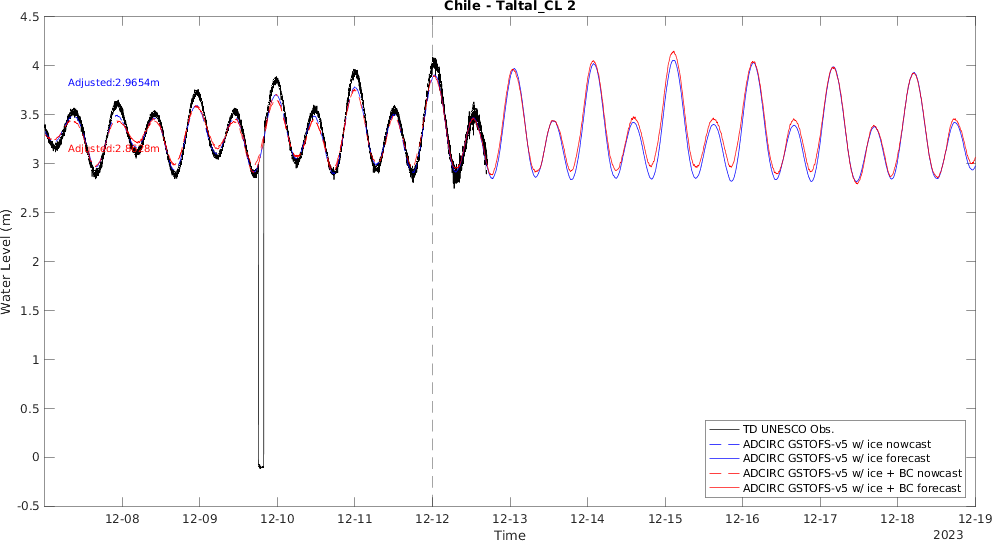 Chile - Taltal_CL 2
4.5
4
3.5
3
2.5
2
1.5
1
0.5
0
-0.5
Water Level (m)
Adjusted:2.9654m
12-08
12-09
12-10
12-11
12-12
12-13
12-14
12-15
12-16
12-17
12-18
12-19
Time
2023
TD UNESCO Obs.
ADCIRC GSTOFS-v5 w/ ice nowcast
ADCIRC GSTOFS-v5 w/ ice forecast
ADCIRC GSTOFS-v5 w/ ice + BC nowcast
ADCIRC GSTOFS-v5 w/ ice + BC forecast